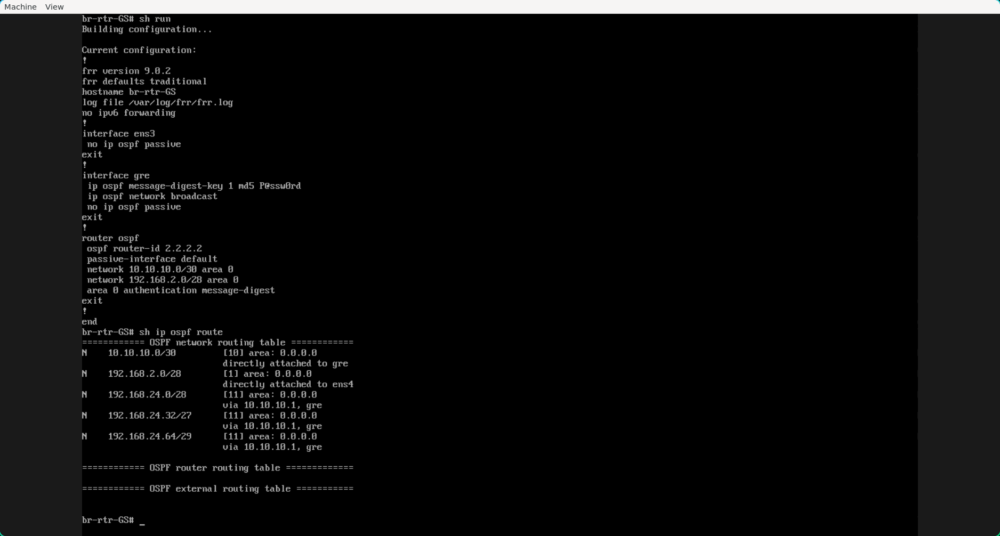 Machine View
br-rtr-GS# sh run
Building configuration...
Current configuration:
!
frr version 9.0.2
frr defaults traditional
hostname br-rtr-GS
log file /var/log/frr/frr.log
no ipv6 forwarding
!
interface ens3
 no ip ospf passive
exit
!
interface gre
 ip ospf message-digest-key 1 md5 P@ssw0rd
 ip ospf network broadcast
 no ip ospf passive
exit
!
router ospf
 ospf router-id 2.2.2.2
 passive-interface default
 network 10.10.10.0/30 area 0
 network 192.168.2.0/28 area 0
 area 0 authentication message-digest
exit
!
end
br-rtr-GS# sh ip ospf route
============ OSPF network routing table ============
N    10.10.10.0/30         [10] area: 0.0.0.0
                           directly attached to gre
N    192.168.2.0/28        [1] area: 0.0.0.0
                           directly attached to ens4
N    192.168.24.0/28       [11] area: 0.0.0.0
                           via 10.10.10.1, gre
N    192.168.24.32/27      [11] area: 0.0.0.0
                           via 10.10.10.1, gre
N    192.168.24.64/29      [11] area: 0.0.0.0
                           via 10.10.10.1, gre
============ OSPF router routing table =============
============ OSPF external routing table ===========
br-rtr-GS# _